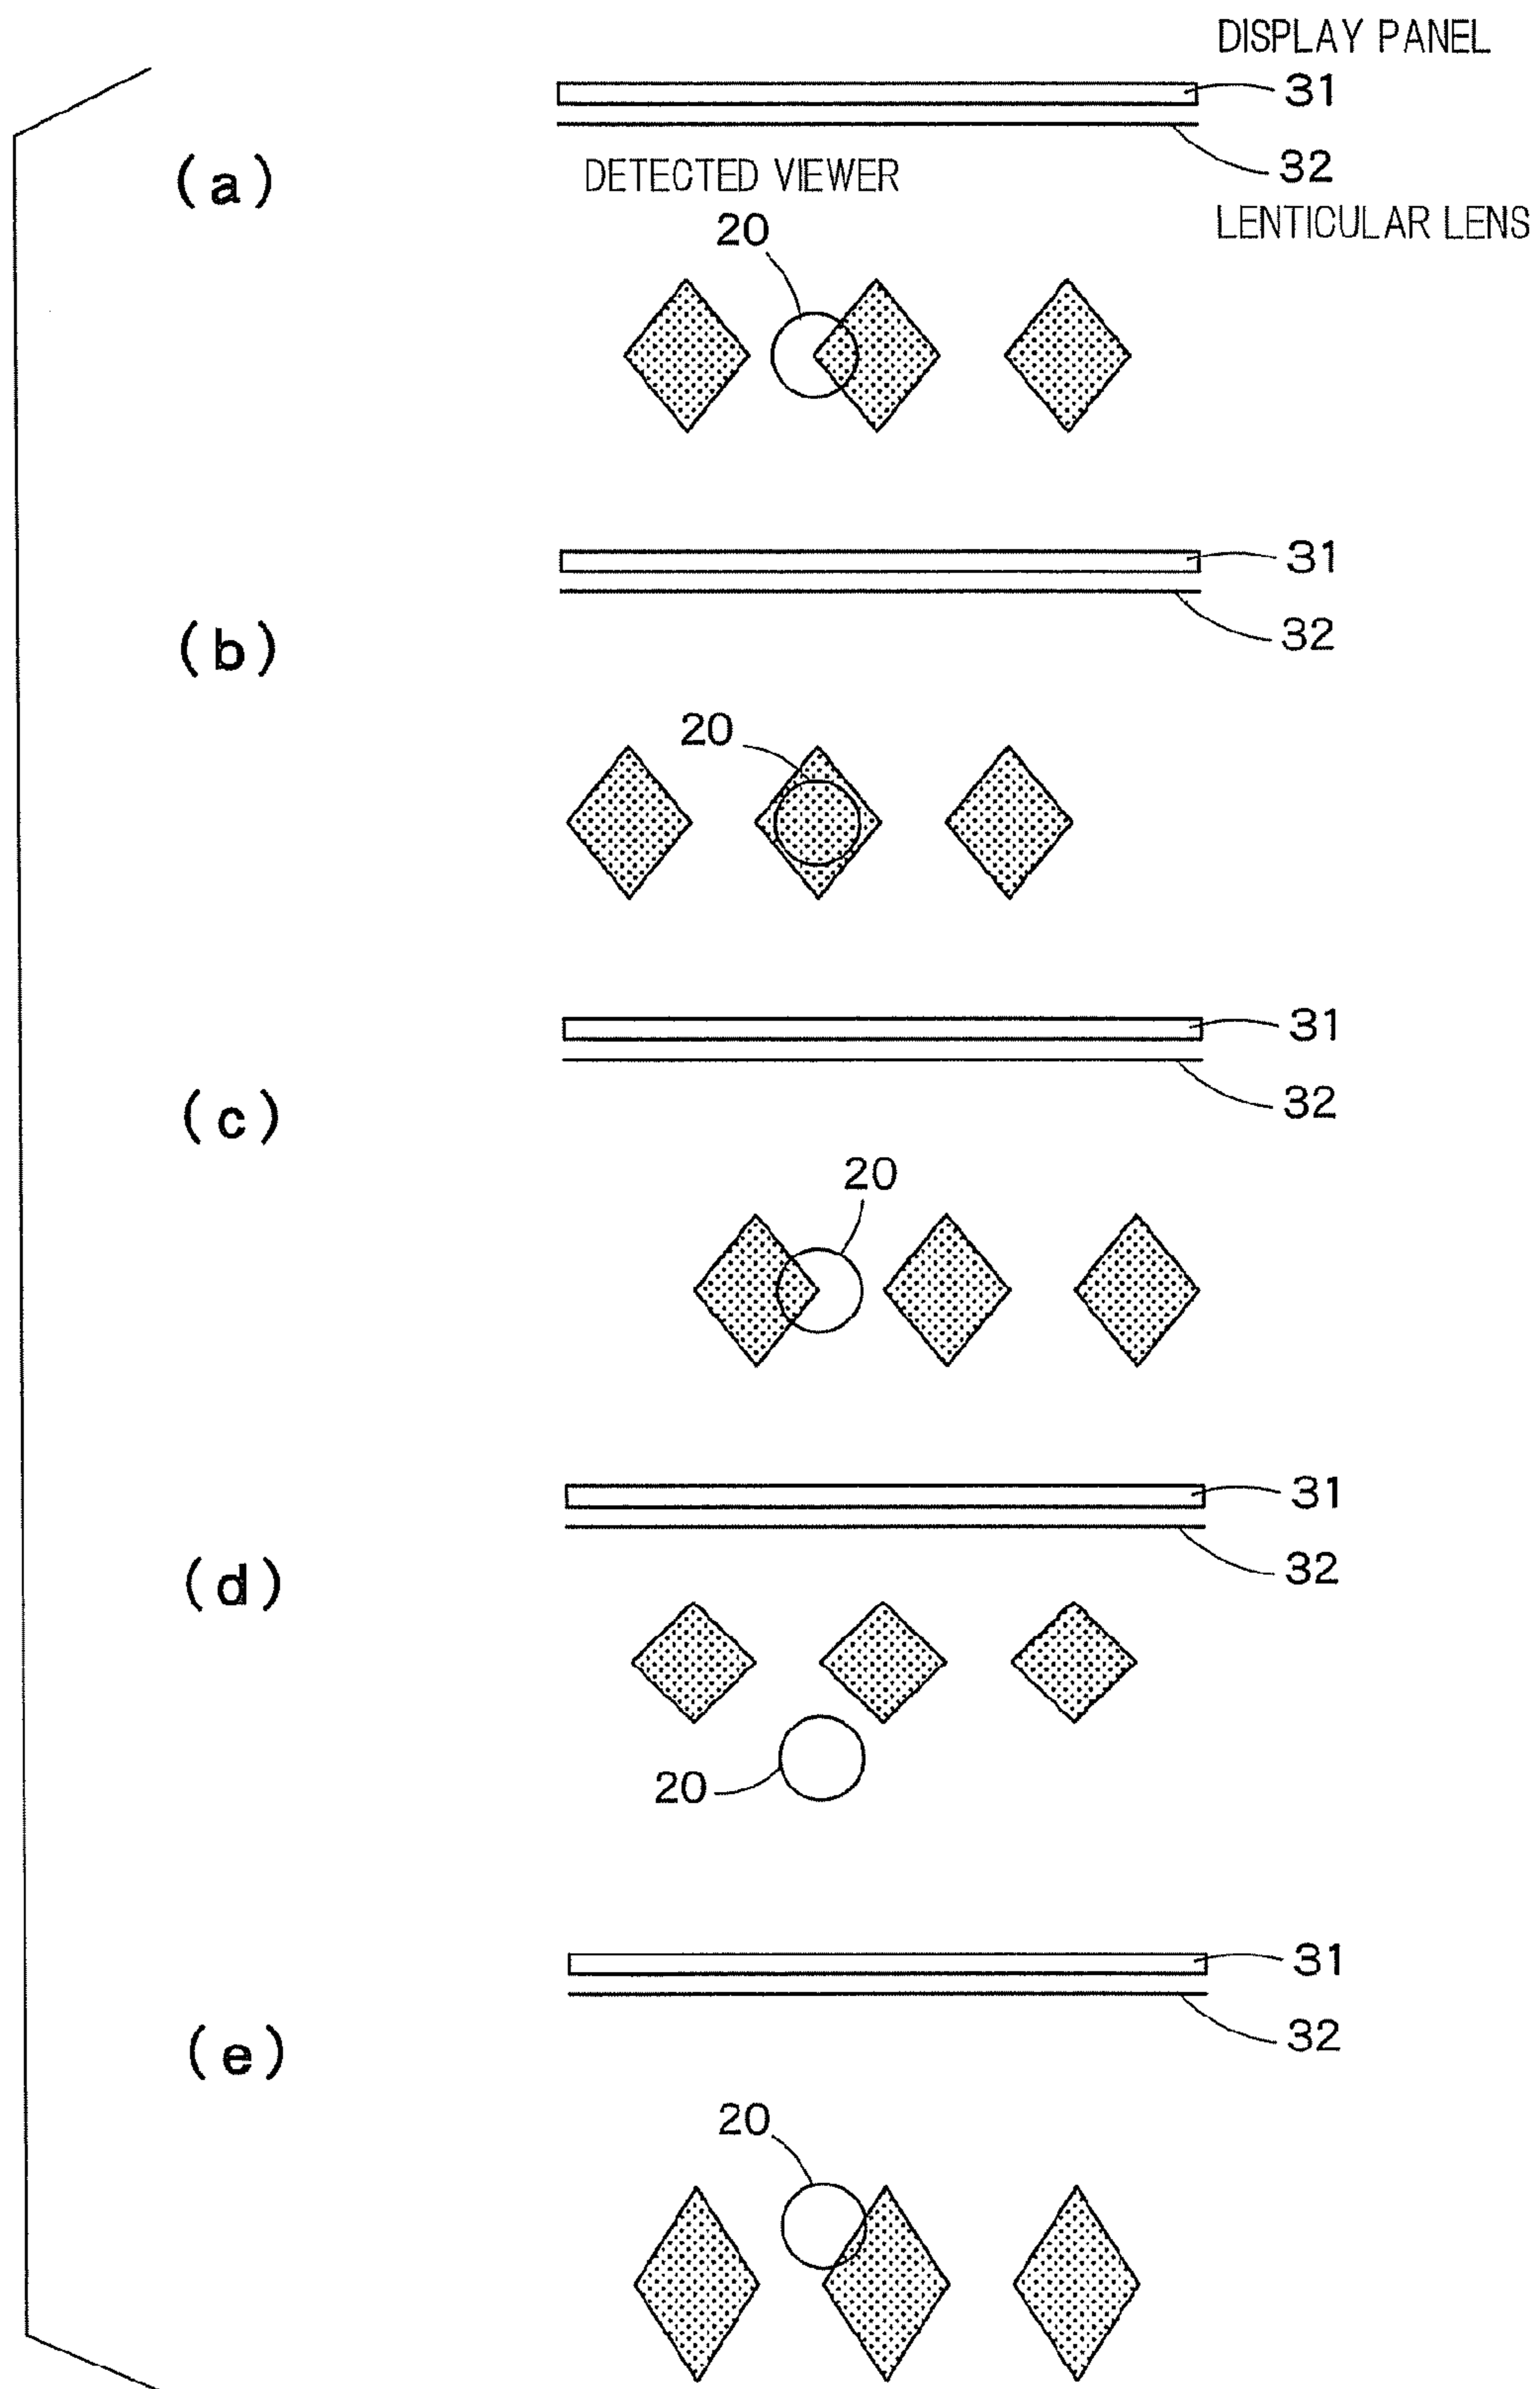 DISPLAY PANEL
31
(a)
DETECTED VIEWER
32
LENTICULAR LENS
20
31
(b)
32
20
31
(c)
32
20
31
(d)
32
20
31
(e)
32
20